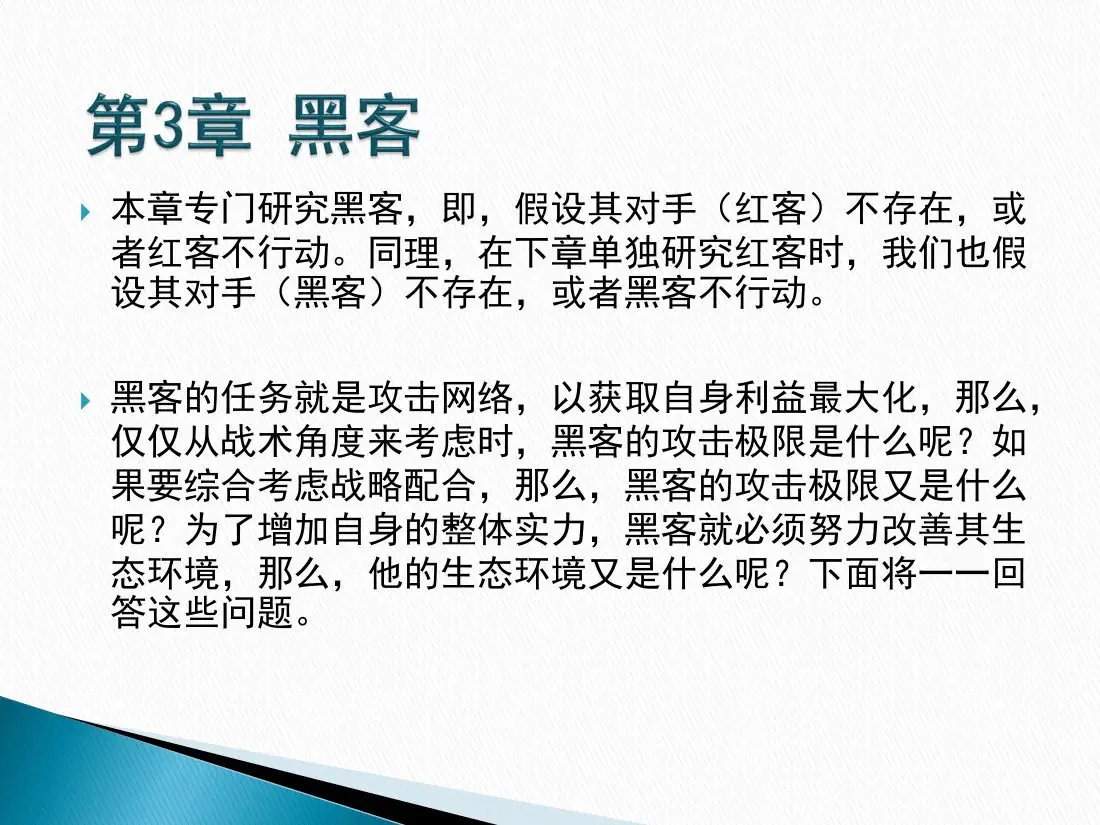 第3章 黑客
本章专门研究黑客，即，假设其对手（红客）不存在，或
者红客不行动。同理，在下章单独研究红客时，我们也假
设其对手（黑客）不存在，或者黑客不行动。
黑客的任务就是攻击网络，以获取自身利益最大化，那么，
仅仅从战术角度来考虑时，黑客的攻击极限是什么呢？如
果要综合考虑战略配合，那么，黑客的攻击极限又是什么
呢？为了增加自身的整体实力，黑客就必须努力改善其生
态环境，那么，他的生态环境又是什么呢？下面将一一回
答这些问题。